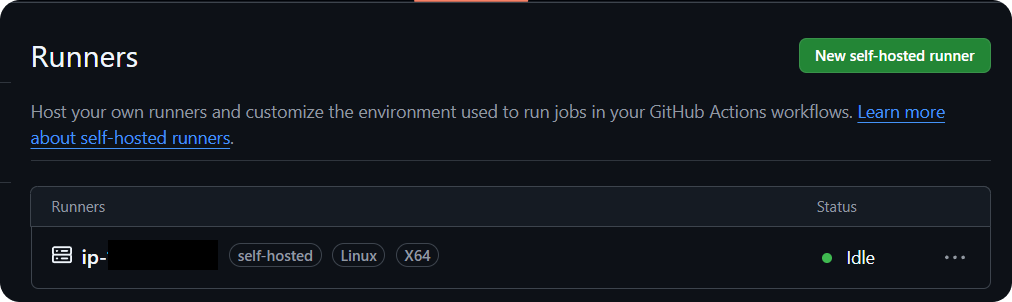 Runners
New self-hosted runner
Host your own runners and customize the environment used to run jobs in your GitHub Actions workflows. Learn more
about self-hosted runners.
Runners Status
ip- self-hosted Linux X64 Idle